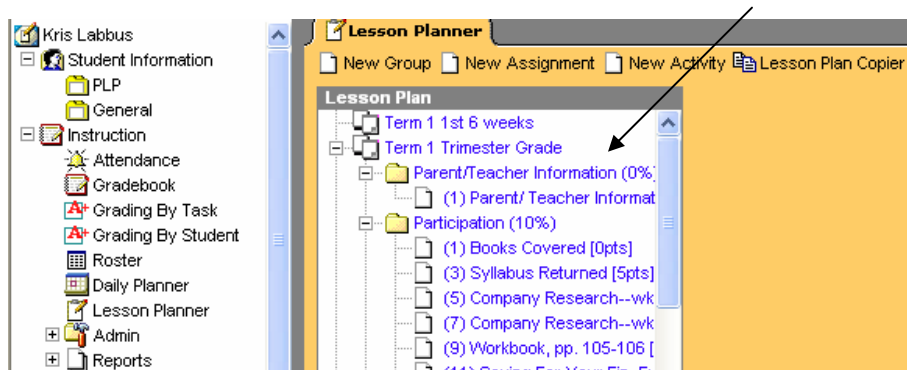 Kris Labbus
Student Information
PLP
General
Instruction
Attendance
Gradebook
Grading By Task
Grading By Student
Roster
Daily Planner
Lesson Planner
Admin
Reports
Lesson Planner
New Group New Assignment New Activity Lesson Plan Copier
Lesson Plan
Term 1 1st 6 weeks
Term 1 Trimester Grade
Parent/Teacher Information (0%)
(1) Parent/ Teacher Informat
Participation (10%)
(1) Books Covered [0pts]
(3) Syllabus Returned [5pts]
(5) Company Research--wk
(7) Company Research--wk
(9) Workbook, pp. 105-106 [